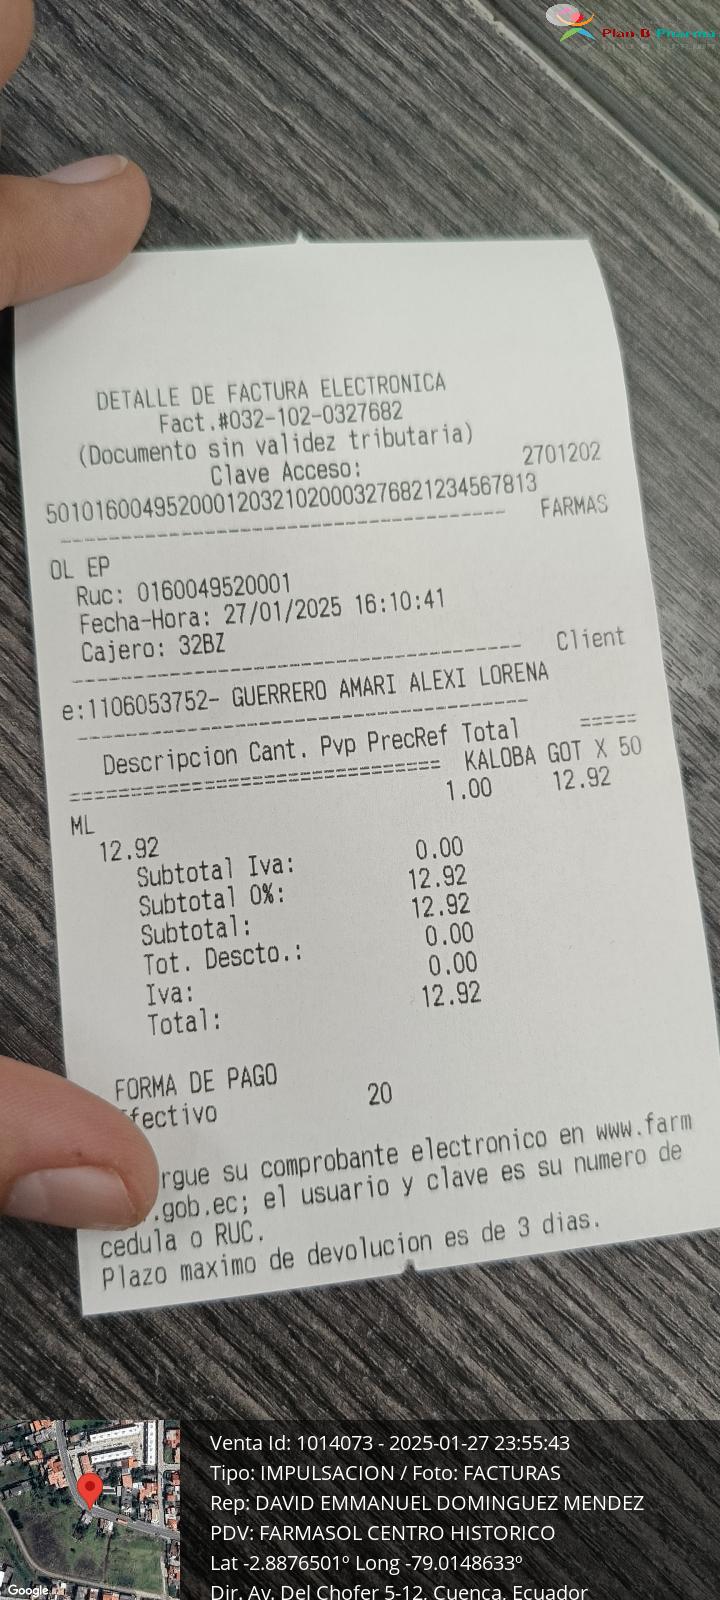 Plan B Pharma
DETALLE DE FACTURA ELECTRONICA
Fact.#032-102-0327682
(Documento sin validez tributaria)
Clave Acceso: 2701202
501016004952000120321020003276821234567813
------------------------------------ FARMAS
OL EP
Ruc: 0160049520001
Fecha-Hora: 27/01/2025 16:10:41
Cajero: 32BZ
------------------------------------ Client
e:1106053752- GUERRERO AMARI ALEXI LORENA
------------------------------------
Descripcion Cant. Pvp PrecRef Total =====
================================ KALOBA GOT X 50
ML 1.00 12.92
12.92
Subtotal Iva: 0.00
Subtotal 0%: 12.92
Subtotal: 12.92
Tot. Descto.: 0.00
Iva: 0.00
Total: 12.92
FORMA DE PAGO
fectivo 20
rgue su comprobante electronico en www.farm
.gob.ec; el usuario y clave es su numero de
cedula o RUC.
Plazo maximo de devolucion es de 3 dias.
Venta Id: 1014073 - 2025-01-27 23:55:43
Tipo: IMPULSACION / Foto: FACTURAS
Rep: DAVID EMMANUEL DOMINGUEZ MENDEZ
PDV: FARMASOL CENTRO HISTORICO
Lat -2.8876501º Long -79.0148633º
Dir. Av. Del Chofer 5-12, Cuenca, Ecuador
Google